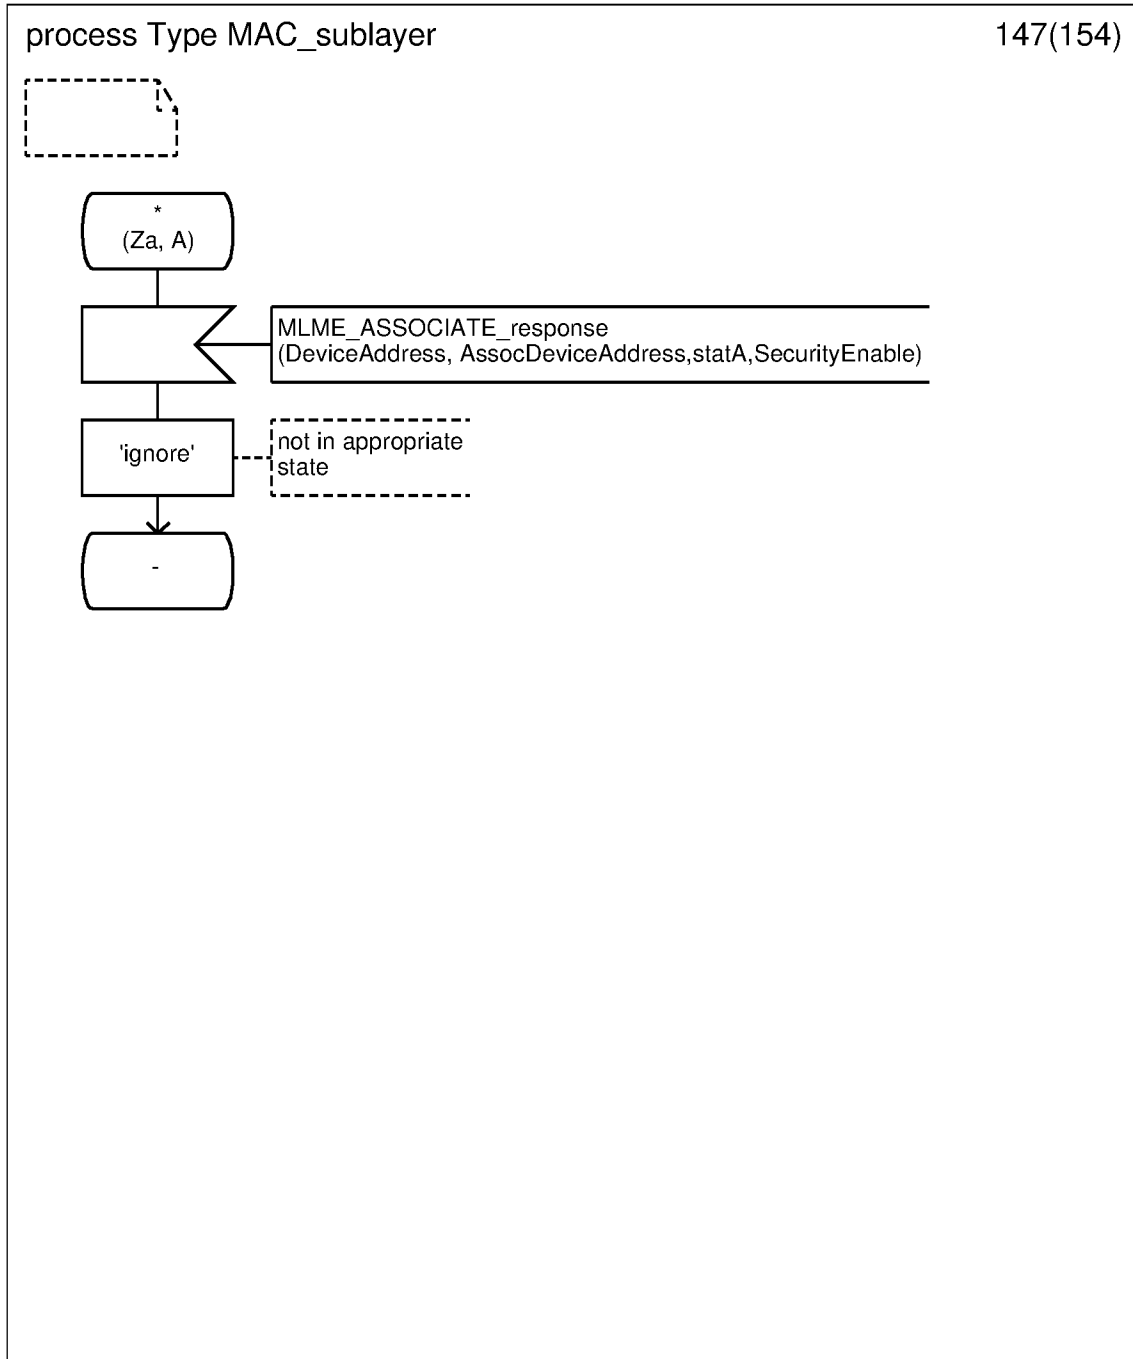 process Type MAC_sublayer
147(154)
*
(Za, A)
MLME_ASSOCIATE_response
(DeviceAddress, AssocDeviceAddress,statA,SecurityEnable)
'ignore'
not in appropriate
state
-